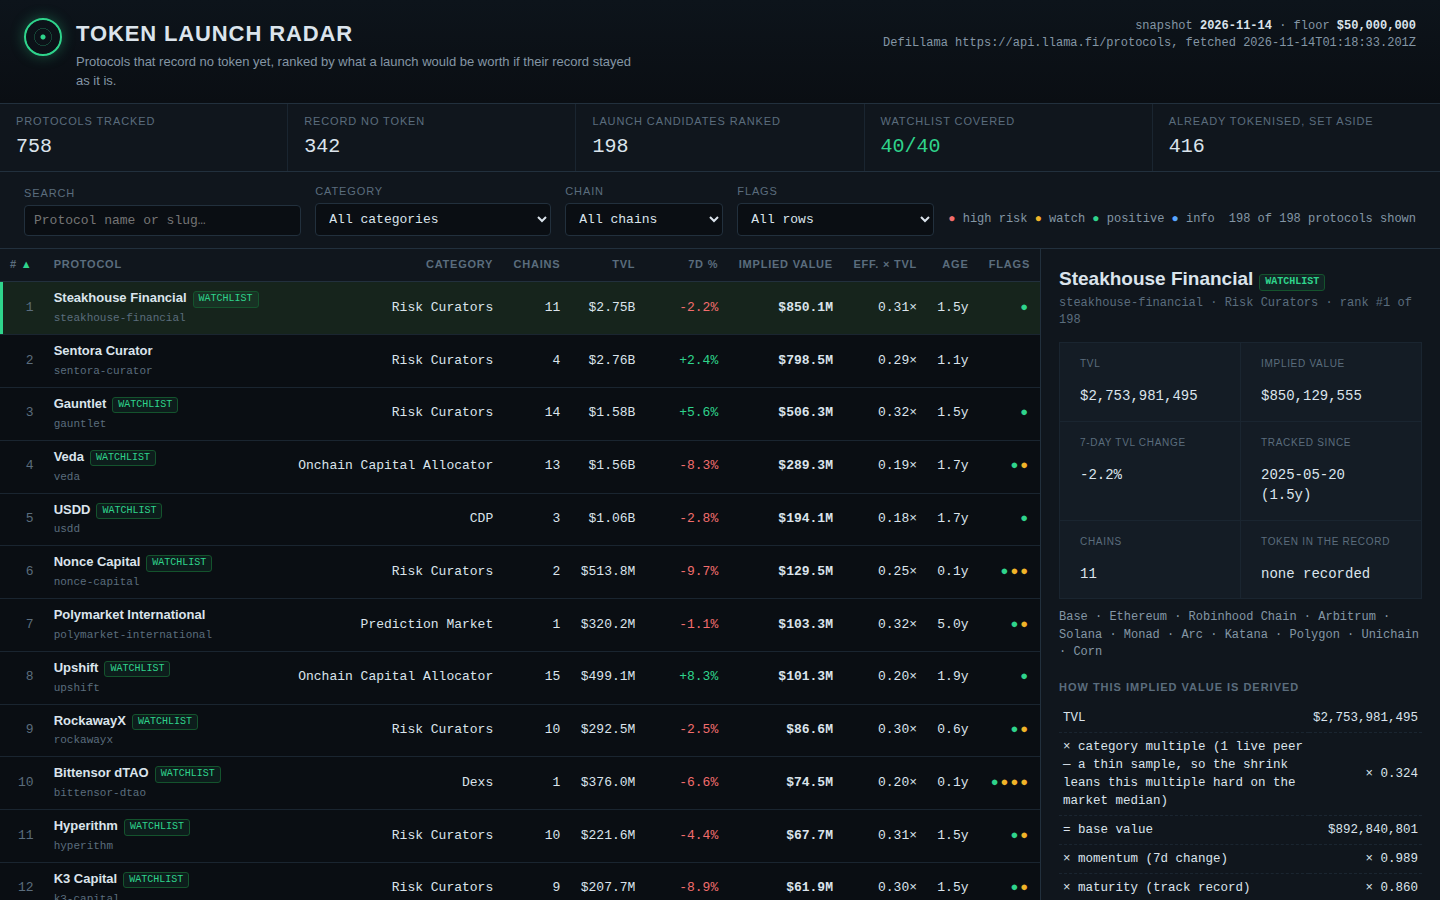 TOKEN LAUNCH RADAR
Protocols that record no token yet, ranked by what a launch would be worth if their record stayed
as it is.
snapshot 2026-11-14 · floor $50,000,000
DefiLlama https://api.llama.fi/protocols, fetched 2026-11-14T01:18:33.201Z
PROTOCOLS TRACKED
758
RECORD NO TOKEN
342
LAUNCH CANDIDATES RANKED
198
WATCHLIST COVERED
40/40
ALREADY TOKENISED, SET ASIDE
416
SEARCH
Protocol name or slug…
CATEGORY
All categories
CHAIN
All chains
FLAGS
All rows
● high risk ● watch ● positive ● info 198 of 198 protocols shown
# ▲ PROTOCOL CATEGORY CHAINS TVL 7D % IMPLIED VALUE EFF. × TVL AGE FLAGS
1 Steakhouse Financial WATCHLIST Risk Curators 11 $2.75B -2.2% $850.1M 0.31× 1.5y ●
steakhouse-financial
2 Sentora Curator Risk Curators 4 $2.76B +2.4% $798.5M 0.29× 1.1y
sentora-curator
3 Gauntlet WATCHLIST Risk Curators 14 $1.58B +5.6% $506.3M 0.32× 1.5y ●
gauntlet
4 Veda WATCHLIST Onchain Capital Allocator 13 $1.56B -8.3% $289.3M 0.19× 1.7y ●●
veda
5 USDD WATCHLIST CDP 3 $1.06B -2.8% $194.1M 0.18× 1.7y ●
usdd
6 Nonce Capital WATCHLIST Risk Curators 2 $513.8M -9.7% $129.5M 0.25× 0.1y ●●●
nonce-capital
7 Polymarket International Prediction Market 1 $320.2M -1.1% $103.3M 0.32× 5.0y ●●
polymarket-international
8 Upshift WATCHLIST Onchain Capital Allocator 15 $499.1M +8.3% $101.3M 0.20× 1.9y ●
upshift
9 RockawayX WATCHLIST Risk Curators 10 $292.5M -2.5% $86.6M 0.30× 0.6y ●●
rockawayx
10 Bittensor dTAO WATCHLIST Dexs 1 $376.0M -6.6% $74.5M 0.20× 0.1y ●●●●
bittensor-dtao
11 Hyperithm WATCHLIST Risk Curators 10 $221.6M -4.4% $67.7M 0.31× 1.5y ●●
hyperithm
12 K3 Capital WATCHLIST Risk Curators 9 $207.7M -8.9% $61.9M 0.30× 1.5y ●●
k3-capital
Steakhouse Financial WATCHLIST
steakhouse-financial · Risk Curators · rank #1 of
198
TVL
$2,753,981,495
IMPLIED VALUE
$850,129,555
7-DAY TVL CHANGE
-2.2%
TRACKED SINCE
2025-05-20
(1.5y)
CHAINS
11
TOKEN IN THE RECORD
none recorded
Base · Ethereum · Robinhood Chain · Arbitrum ·
Solana · Monad · Arc · Katana · Polygon · Unichain
· Corn
HOW THIS IMPLIED VALUE IS DERIVED
TVL $2,753,981,495
× category multiple (1 live peer
— a thin sample, so the shrink
leans this multiple hard on the
market median) × 0.324
= base value $892,840,801
× momentum (7d change) × 0.989
× maturity (track record) × 0.860